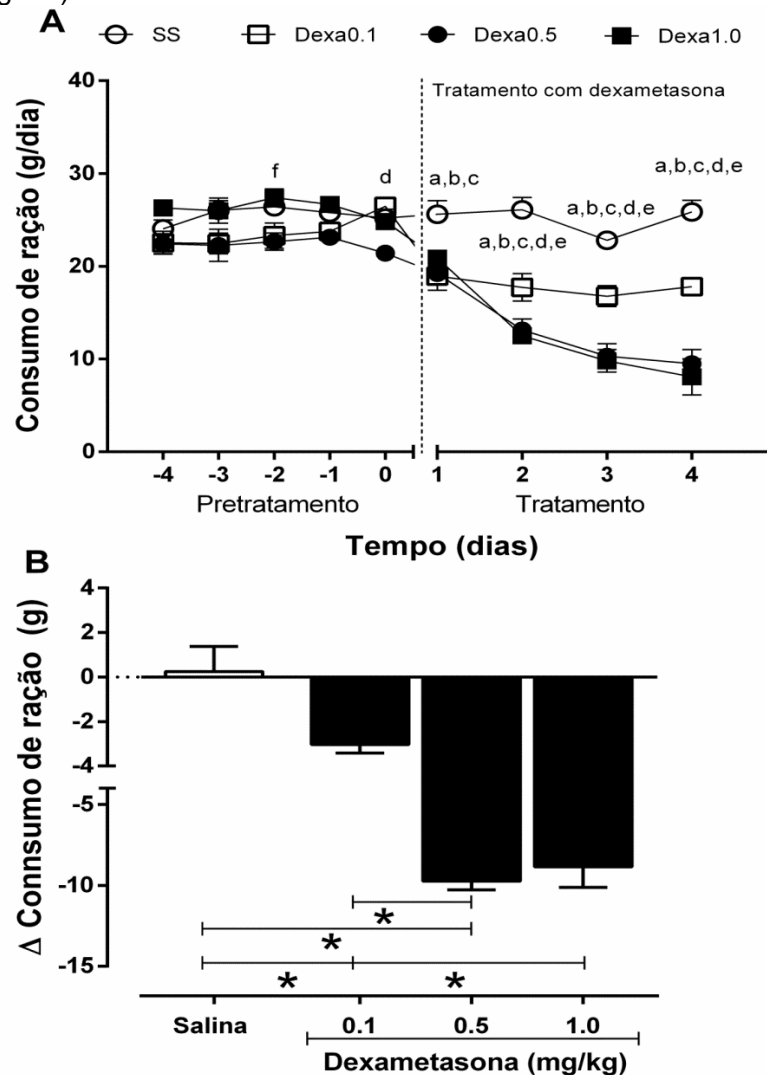 A
SS Dexa0.1 Dexa0.5 Dexa1.0
Tratamento com dexametasona
Consumo de ração (g/dia)
40
30
20
10
0
f
d
a,b,c
a,b,c,d,e
a,b,c,d,e
a,b,c,d,e
-4 -3 -2 -1 0 1 2 3 4
Pretratamento Tratamento
Tempo (dias)
B
Δ Connsumo de ração (g)
4
2
0
-2
-4
-5
-10
-15
*
*
* *
Salina 0.1 0.5 1.0
Dexametasona (mg/kg)